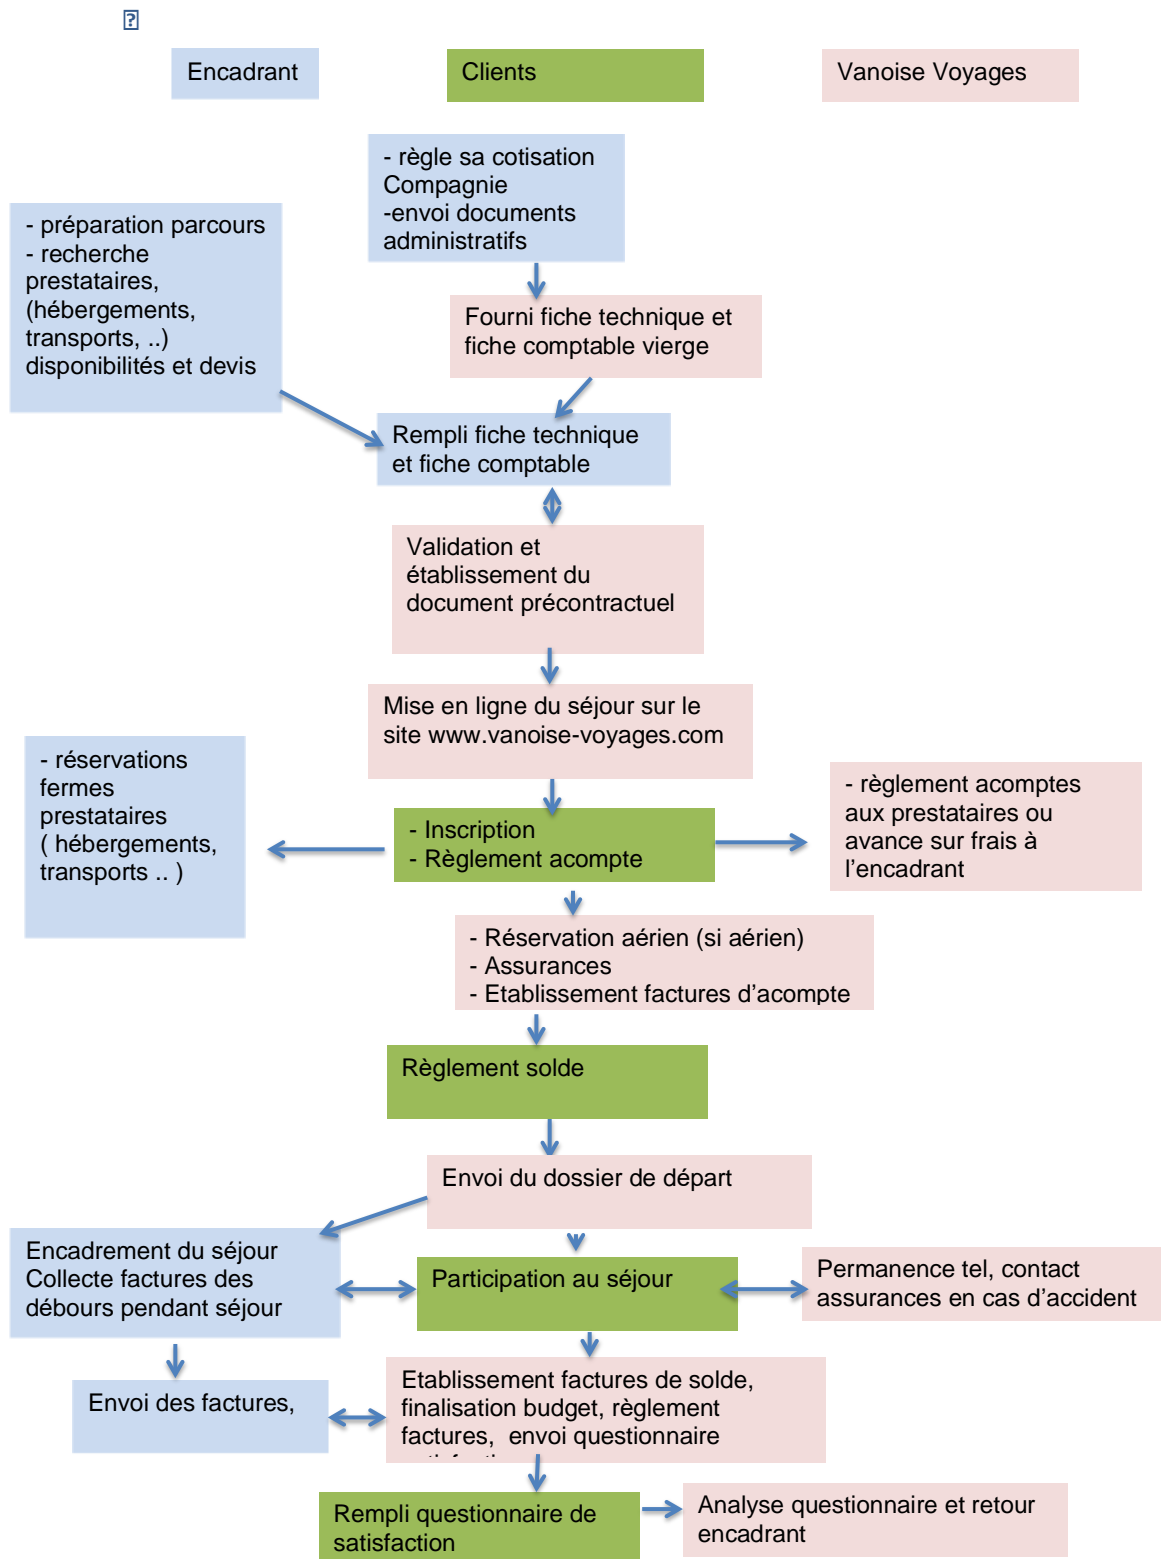 Encadrant
Clients
Vanoise Voyages
- règle sa cotisation
Compagnie
-envoi documents
administratifs
- préparation parcours
- recherche
prestataires,
(hébergements,
transports, ..)
disponibilités et devis
Fourni fiche technique et
fiche comptable vierge
Rempli fiche technique
et fiche comptable
Validation et
établissement du
document précontractuel
Mise en ligne du séjour sur le
site www.vanoise-voyages.com
- réservations
fermes
prestataires
( hébergements,
transports .. )
- Inscription
- Règlement acompte
- règlement acomptes
aux prestataires ou
avance sur frais à
l’encadrant
- Réservation aérien (si aérien)
- Assurances
- Etablissement factures d’acompte
Règlement solde
Envoi du dossier de départ
Encadrement du séjour
Collecte factures des
débours pendant séjour
Participation au séjour
Permanence tel, contact
assurances en cas d’accident
Envoi des factures,
Etablissement factures de solde,
finalisation budget, règlement
factures,  envoi questionnaire
Rempli questionnaire de
satisfaction
Analyse questionnaire et retour
encadrant